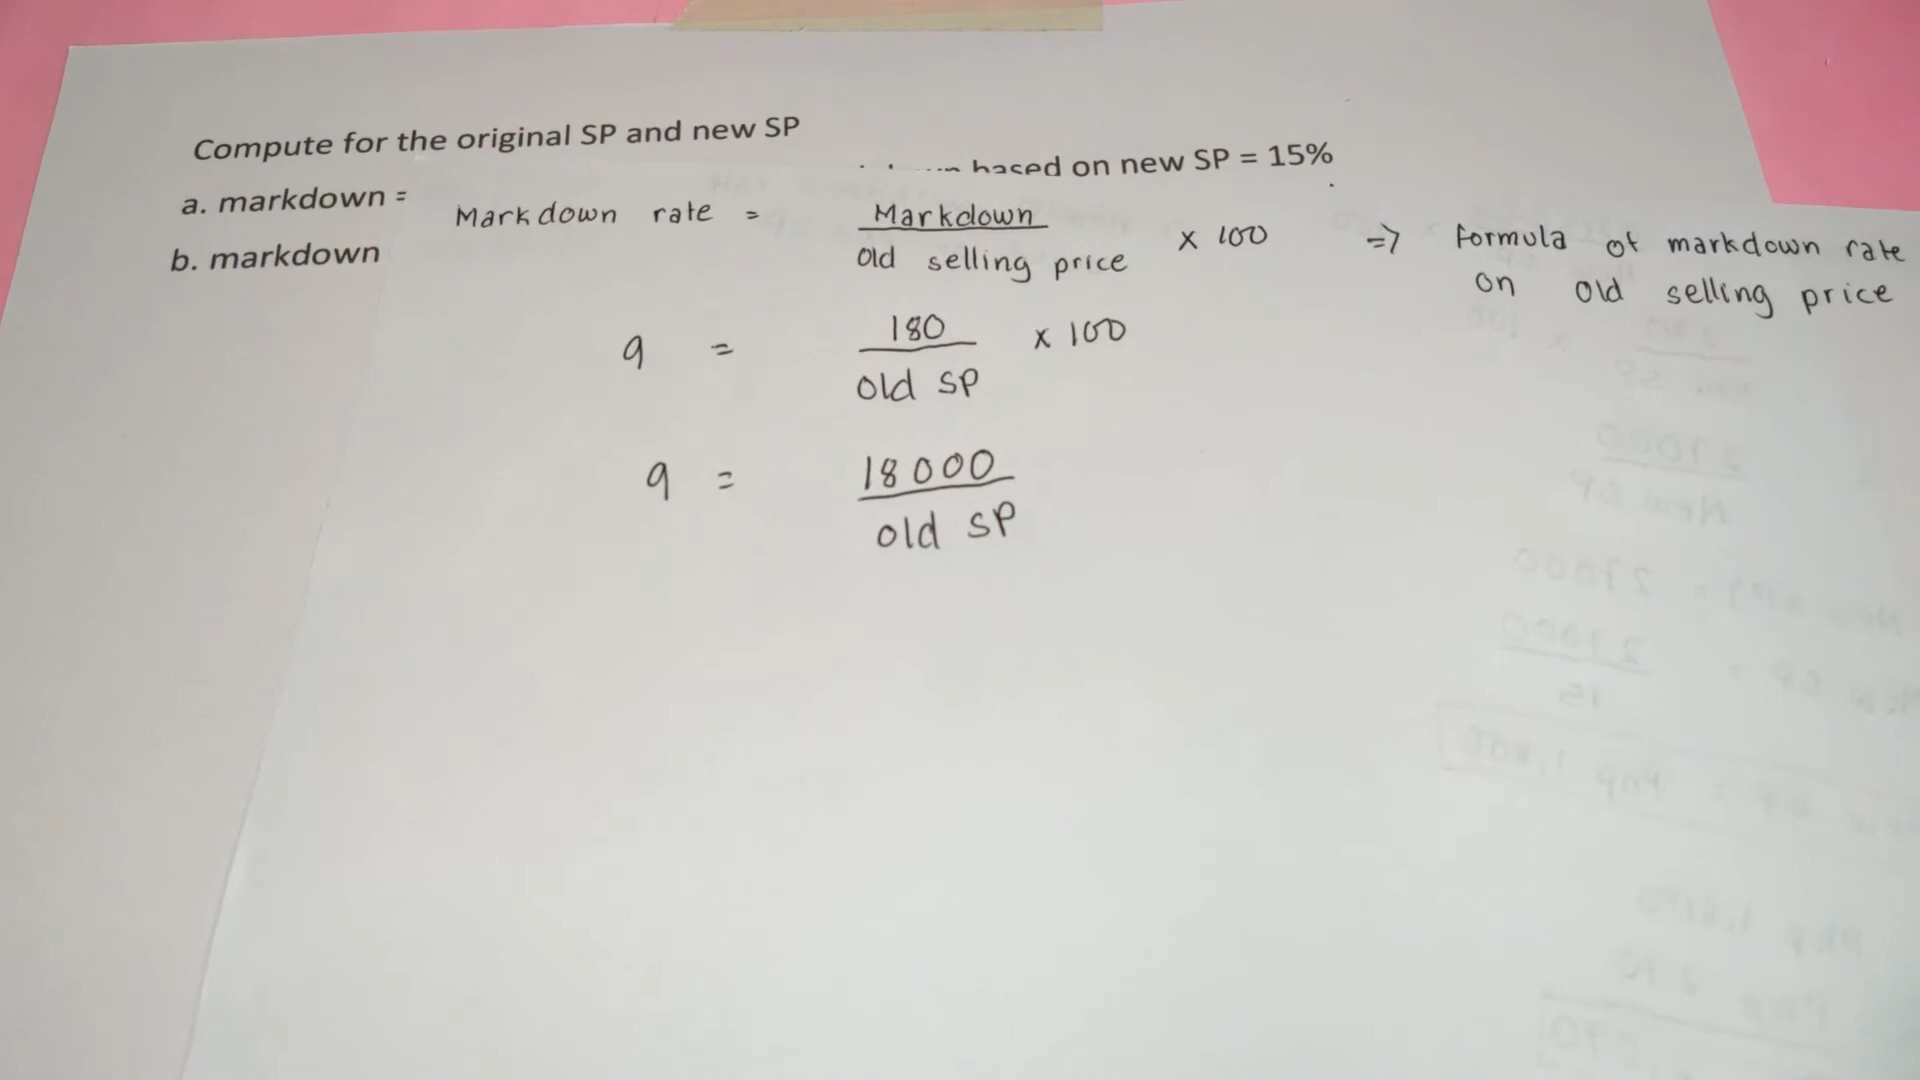 Compute for the original SP and new SP
a. markdown = based on new SP = 15%
b. markdown
Markdown rate = Markdown / Old selling price x 100 => Formula of markdown rate on old selling price
9 = 180 / old SP x 100
9 = 18000 / old SP